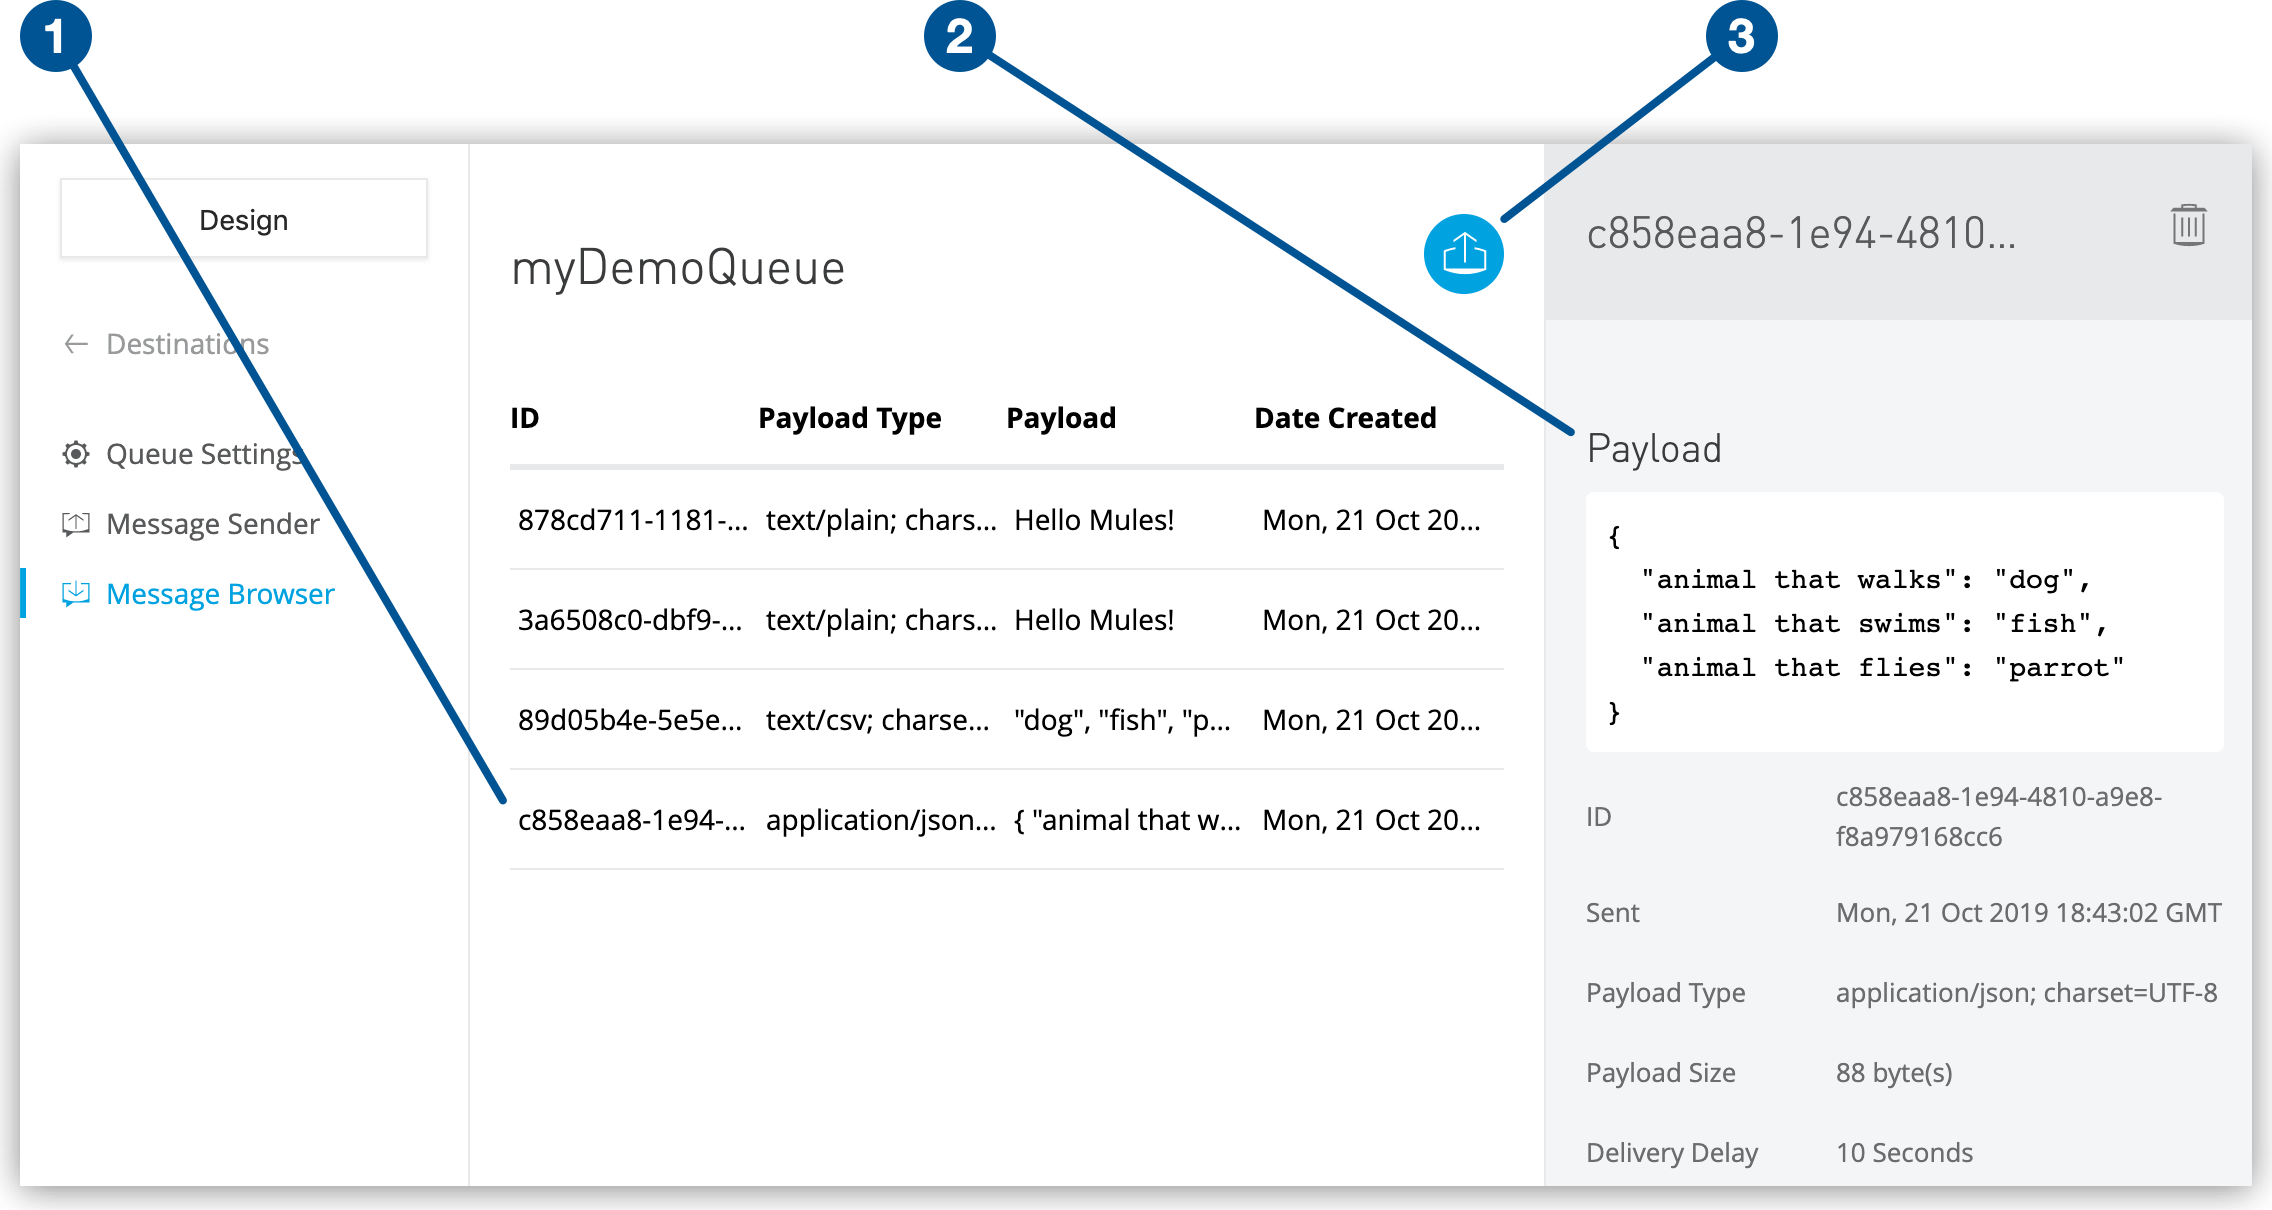 1
2
3
Design
← Destinations
Queue Settings
Message Sender
Message Browser
myDemoQueue
ID Payload Type Payload Date Created
878cd711-1181-... text/plain; chars... Hello Mules! Mon, 21 Oct 20...
3a6508c0-dbf9-... text/plain; chars... Hello Mules! Mon, 21 Oct 20...
89d05b4e-5e5e... text/csv; charse... "dog", "fish", "p... Mon, 21 Oct 20...
c858eaa8-1e94-... application/json... { "animal that w... Mon, 21 Oct 20...
c858eaa8-1e94-4810...
Payload
{
"animal that walks": "dog",
"animal that swims": "fish",
"animal that flies": "parrot"
}
ID c858eaa8-1e94-4810-a9e8-
f8a979168cc6
Sent Mon, 21 Oct 2019 18:43:02 GMT
Payload Type application/json; charset=UTF-8
Payload Size 88 byte(s)
Delivery Delay 10 Seconds